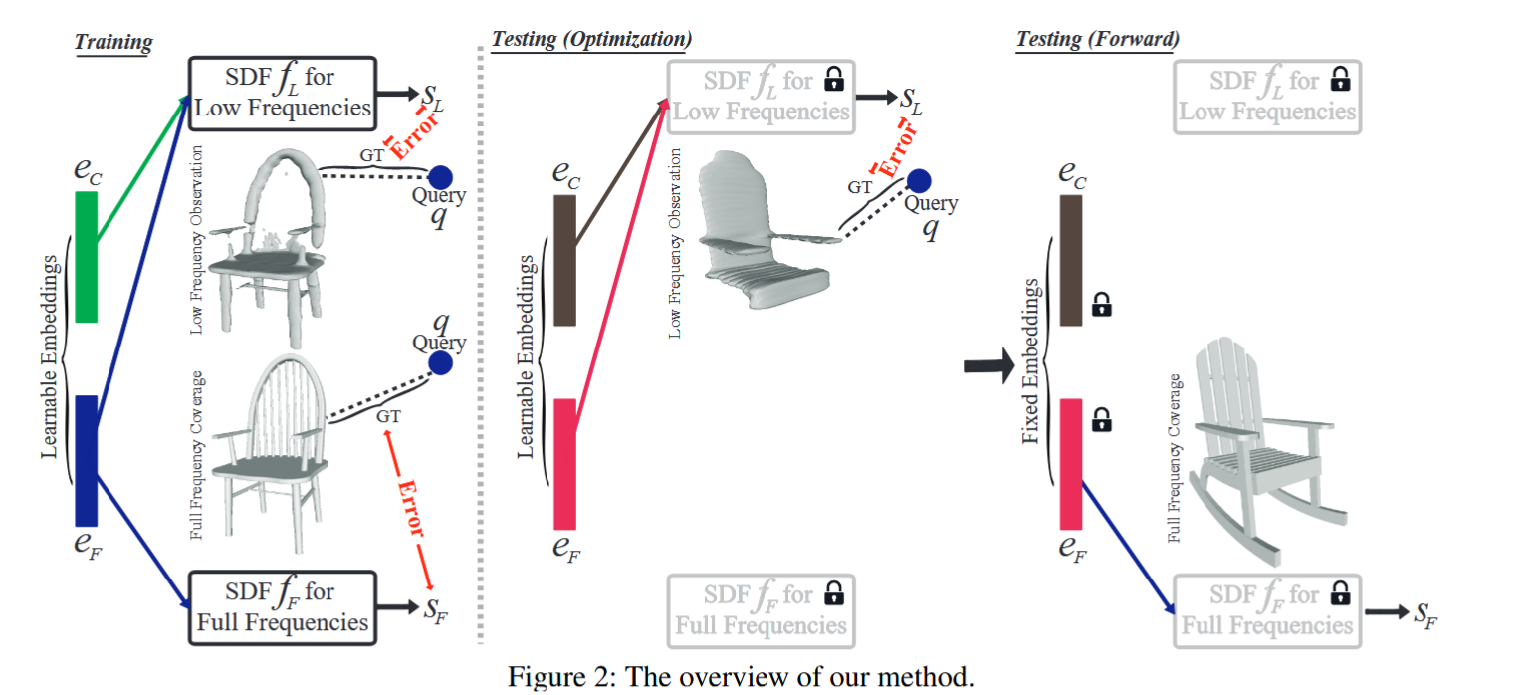 Training
SDF f_L for
Low Frequencies
S_L
Error
GT
Query
q
e_C
Low Frequency Observation
Learnable Embeddings
q
Query
GT
Full Frequency Coverage
Error
e_F
SDF f_F for
Full Frequencies
S_F
Testing (Optimization)
SDF f_L for
Low Frequencies
S_L
Error
GT
Query
q
e_C
Low Frequency Observation
Learnable Embeddings
e_F
SDF f_F for
Full Frequencies
Testing (Forward)
SDF f_L for
Low Frequencies
e_C
Fixed Embeddings
Full Frequency Coverage
e_F
SDF f_F for
Full Frequencies
S_F
Figure 2: The overview of our method.